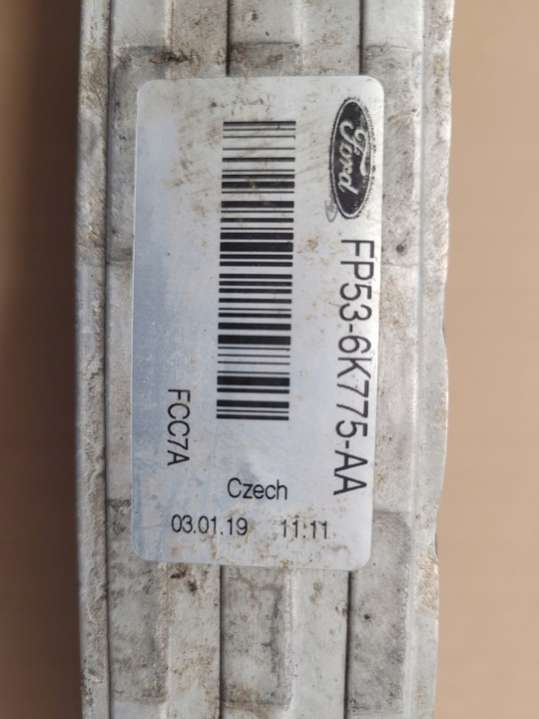 Ford
FP53-6K775-AA
FCC7A
Czech
03.01.19 11:11